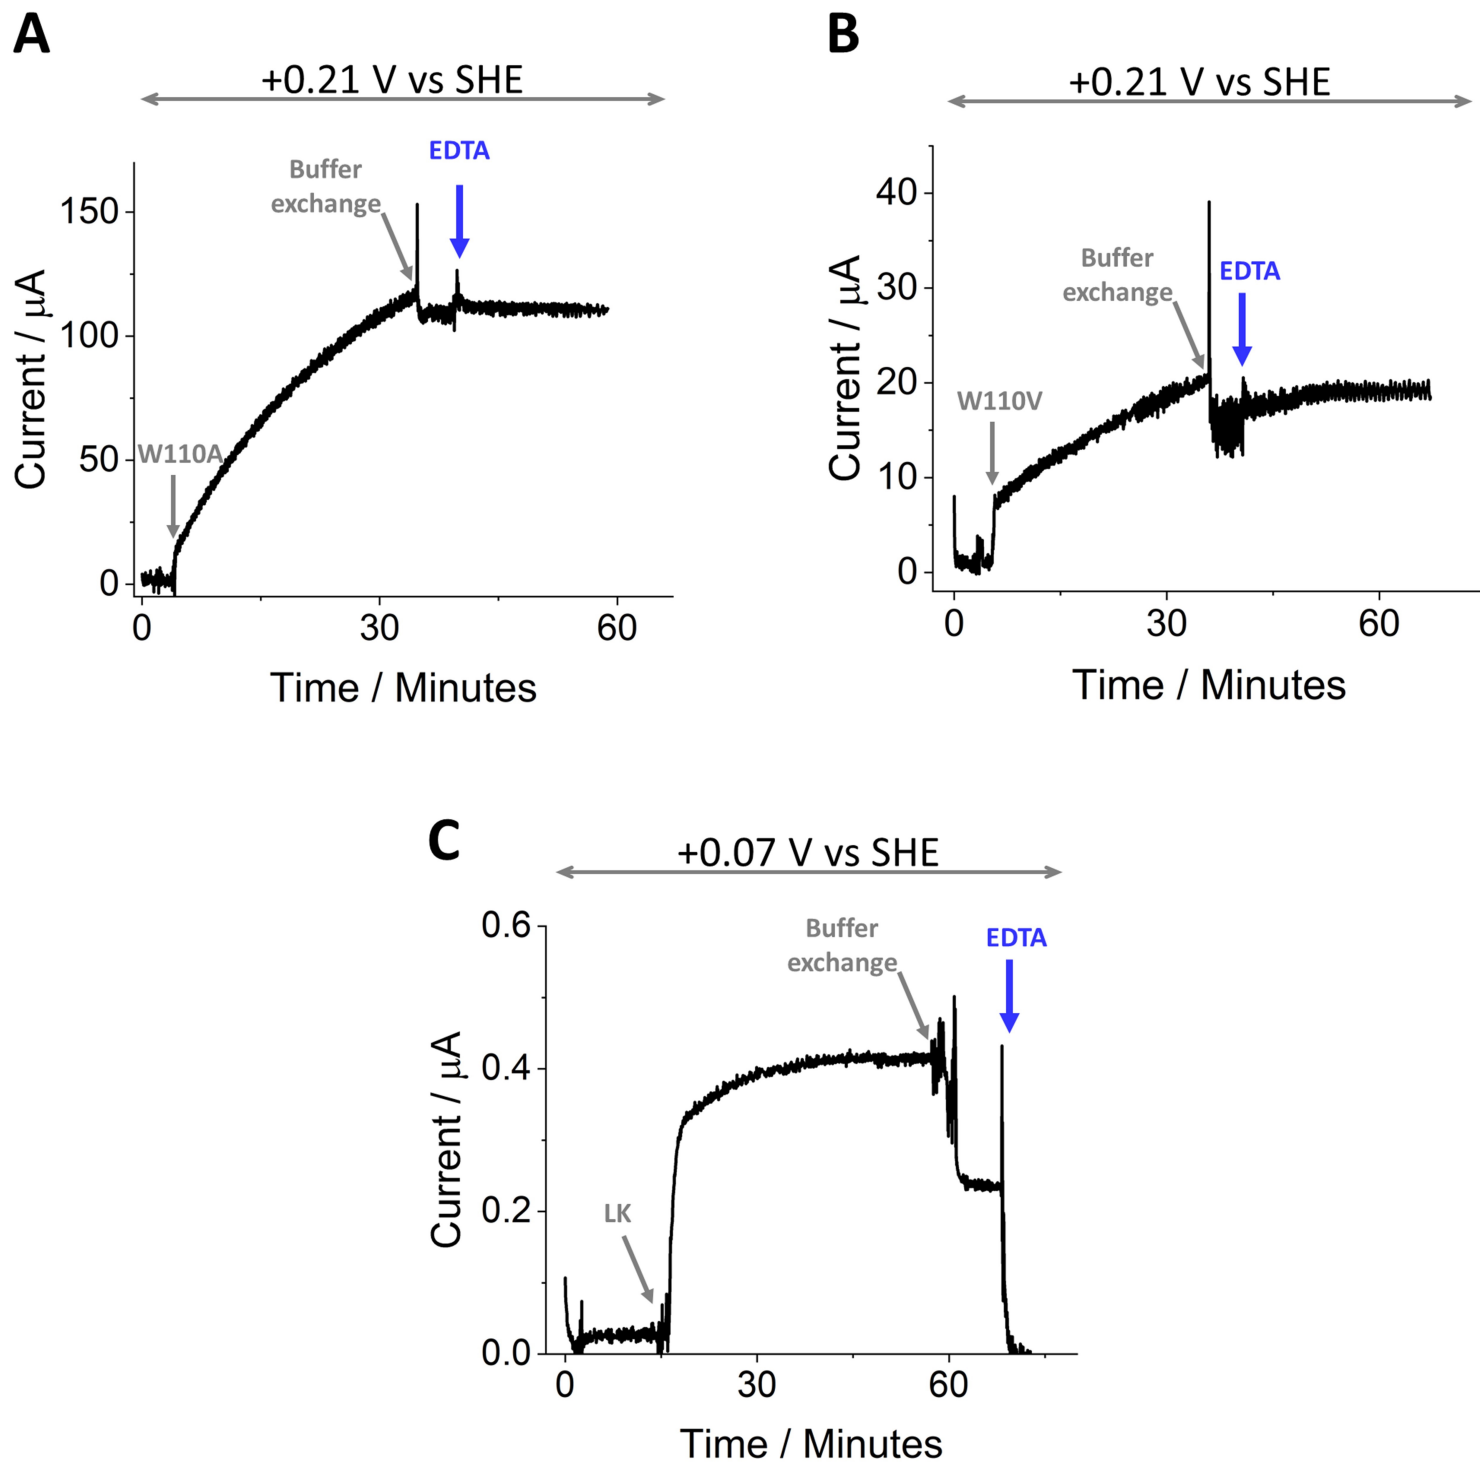 A
+0.21 V vs SHE
EDTA
Buffer
exchange
W110A
150
100
50
0
0 30 60
Current / μA
Time / Minutes
B
+0.21 V vs SHE
Buffer
exchange
EDTA
W110V
40
30
20
10
0
0 30 60
Current / μA
Time / Minutes
C
+0.07 V vs SHE
Buffer
exchange
EDTA
LK
0.6
0.4
0.2
0.0
0 30 60
Current / μA
Time / Minutes